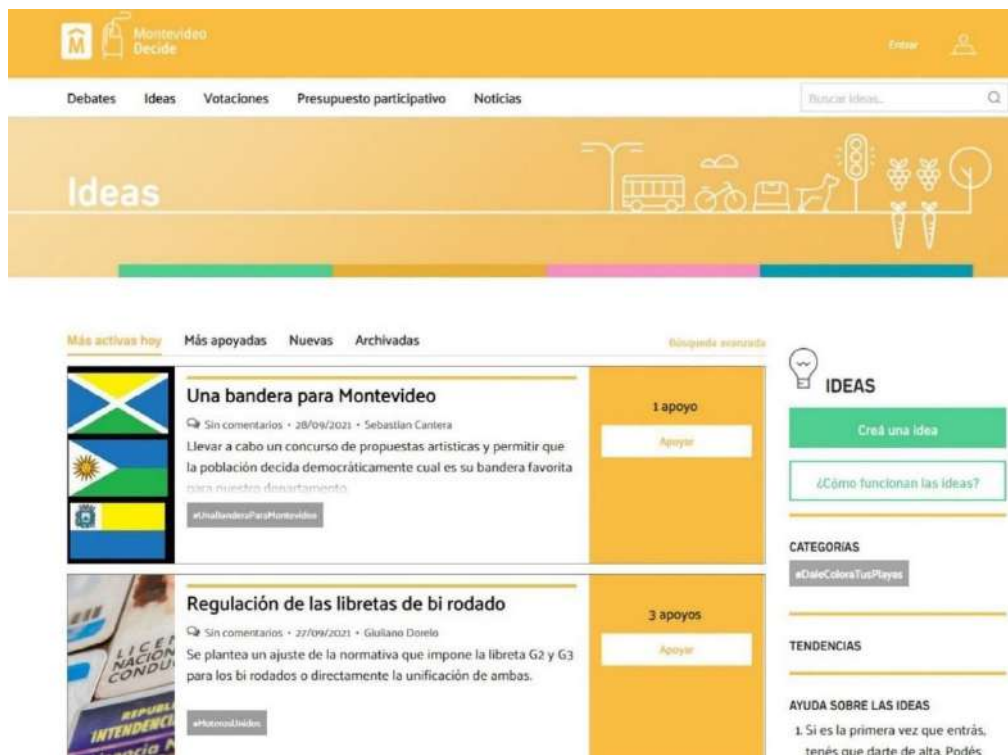 M
Montevideo
Decide
Entrar
Debates Ideas Votaciones Presupuesto participativo Noticias
Buscar ideas...
Ideas
Más activas hoy Más apoyadas Nuevas Archivadas
Búsqueda avanzada
Una bandera para Montevideo
Sin comentarios • 28/09/2021 • Sebastian Cantera
Llevar a cabo un concurso de propuestas artísticas y permitir que
la población decida democráticamente cual es su bandera favorita
para nuestro departamento
#UnaBanderaParaMontevideo
1 apoyo
Apoyar
Regulación de las libretas de bi rodado
Sin comentarios • 27/09/2021 • Giuliano Dorelo
Se plantea un ajuste de la normativa que impone la libreta G2 y G3
para los bi rodados o directamente la unificación de ambas.
#MoterosUnidos
3 apoyos
Apoyar
LICEN
NACION
CONDU
REPUBL
INTENDENCI
IDEAS
Creá una idea
¿Cómo funcionan las ideas?
CATEGORÍAS
#DaleColoraTusPlayas
TENDENCIAS
AYUDA SOBRE LAS IDEAS
1. Si es la primera vez que entrás,
tenés que darte de alta. Podés